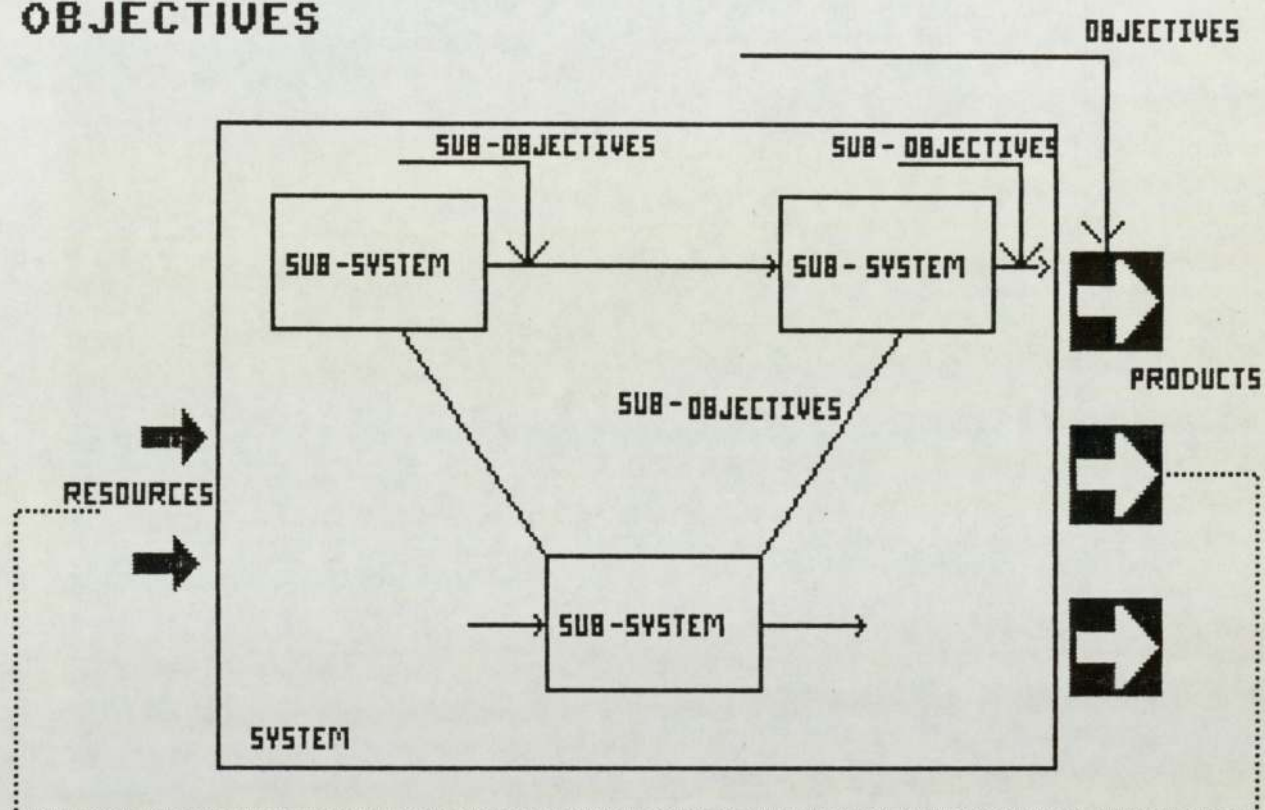 OBJECTIVES
OBJECTIVES
SUB-OBJECTIVES
SUB-OBJECTIVES
SUB-SYSTEM
SUB-SYSTEM
PRODUCTS
SUB-OBJECTIVES
RESOURCES
SUB-SYSTEM
SYSTEM